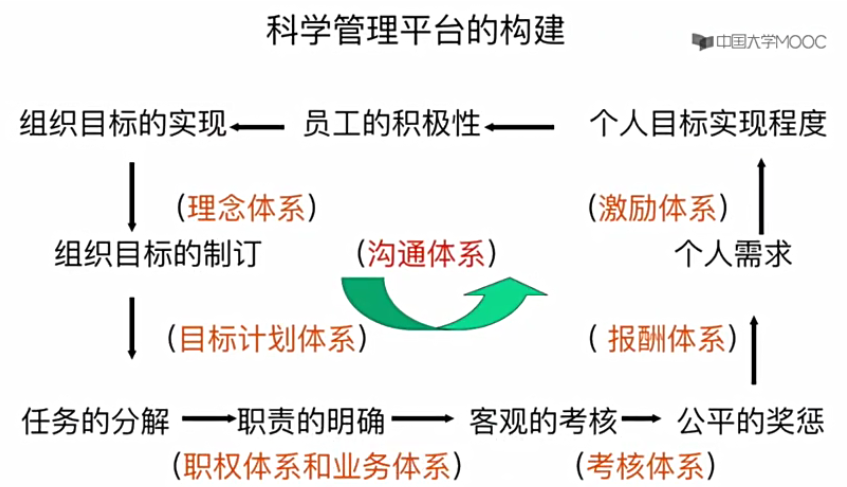 科学管理平台的构建
中国大学MOOC
组织目标的实现 员工的积极性 个人目标实现程度
（理念体系） （激励体系）
组织目标的制订 （沟通体系） 个人需求
（目标计划体系） （ 报酬体系）
任务的分解 职责的明确 客观的考核 公平的奖惩
（职权体系和业务体系） （考核体系）